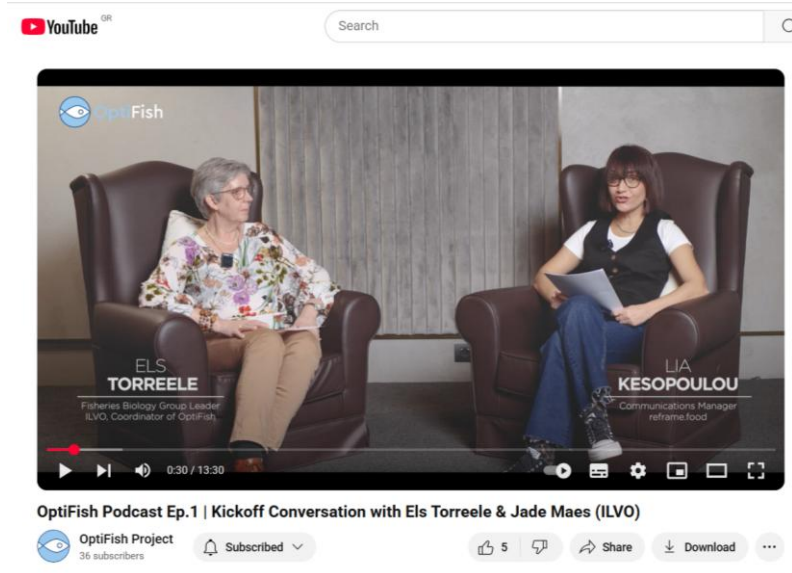 YouTube GR
Search
OptiFish
ELS
TORREELE
Fisheries Biology Group Leader
ILVO, Coordinator of OptiFish
LIA
KESOPOULOU
Communications Manager
reframe.food
0:30 / 13:30
OptiFish Podcast Ep.1 | Kickoff Conversation with Els Torreele & Jade Maes (ILVO)
OptiFish Project
36 subscribers
Subscribed
5
Share
Download